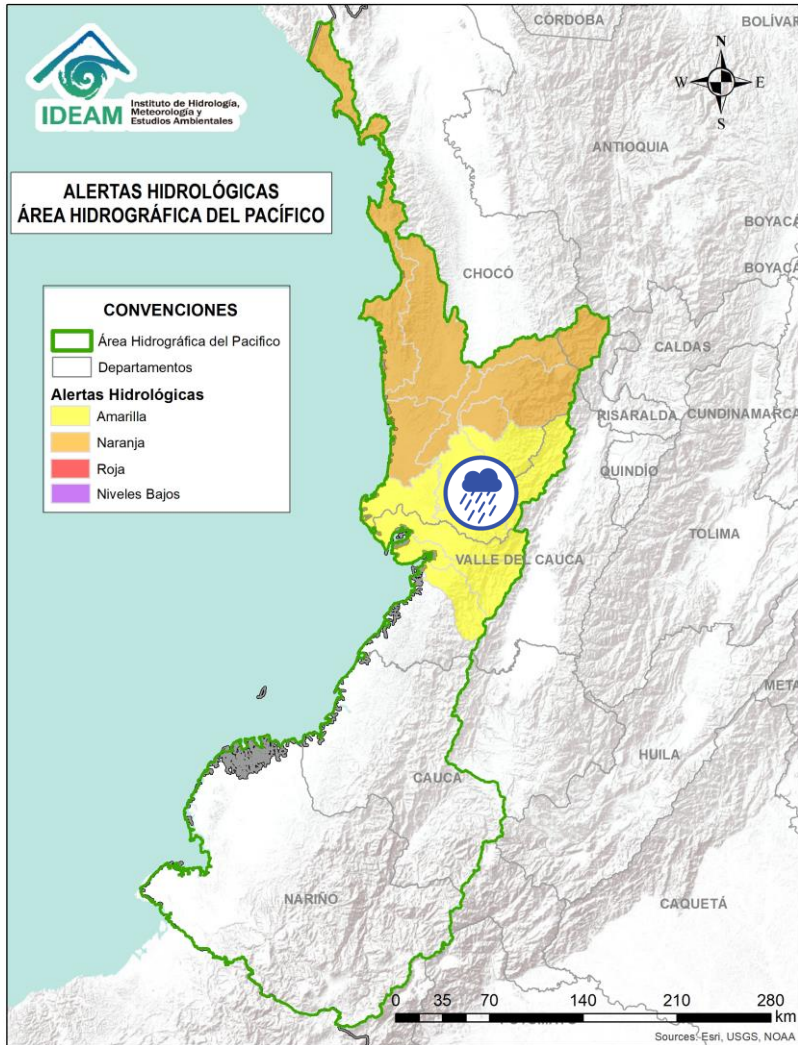 CÓRDOBA
BOLÍVAR
N
W
E
S
IDEAM
Instituto de Hidrología,
Meteorología y
Estudios Ambientales
ANTIOQUIA
ALERTAS HIDROLÓGICAS
ÁREA HIDROGRÁFICA DEL PACÍFICO
BOYACÁ
BOYACÁ
CHOCÓ
CONVENCIONES
Área Hidrográfica del Pacifico
Departamentos
Alertas Hidrológicas
Amarilla
Naranja
Roja
Niveles Bajos
CALDAS
RISARALDA
CUNDINAMARCA
QUINDÍO
TOLIMA
VALLE DEL CAUCA
META
HUILA
CAUCA
NARIÑO
CAQUETÁ
0 35 70 140 210 280
km
Sources: Esri, USGS, NOAA